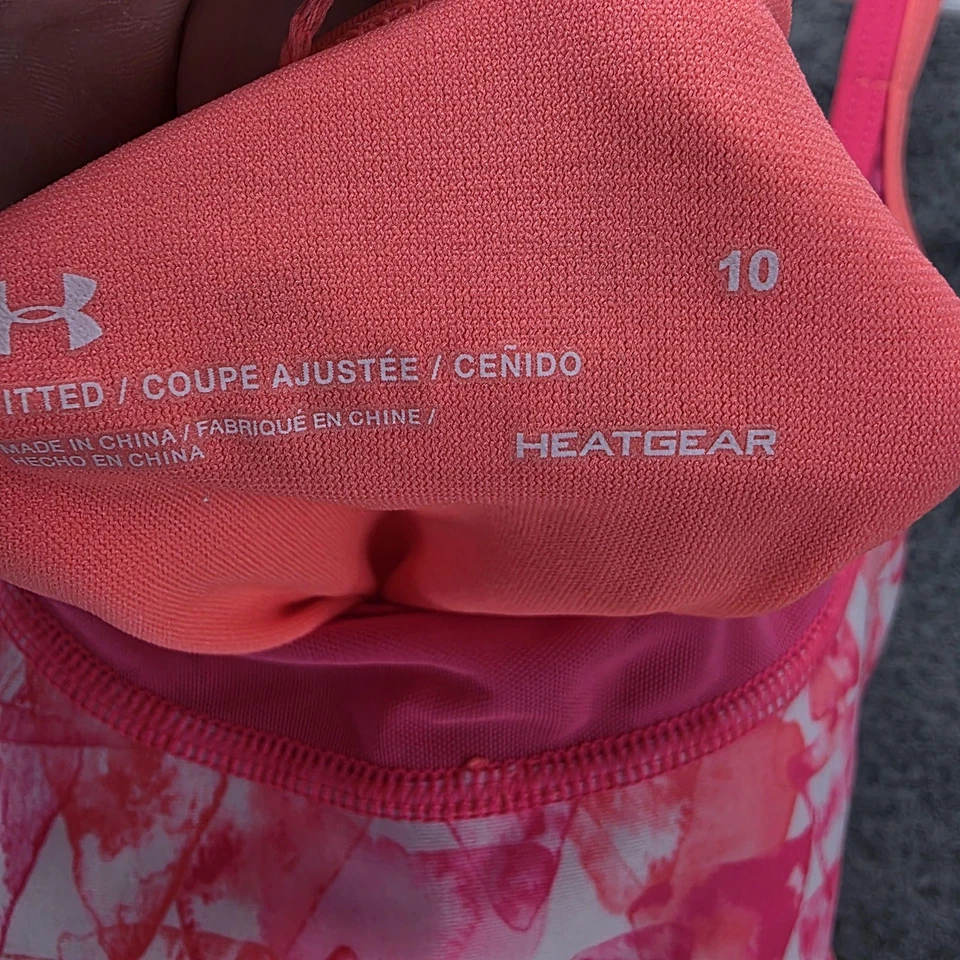 10
ITTED / COUPE AJUSTÉE / CEÑIDO
MADE IN CHINA / FABRIQUÉ EN CHINE /
HECHO EN CHINA
HEATGEAR